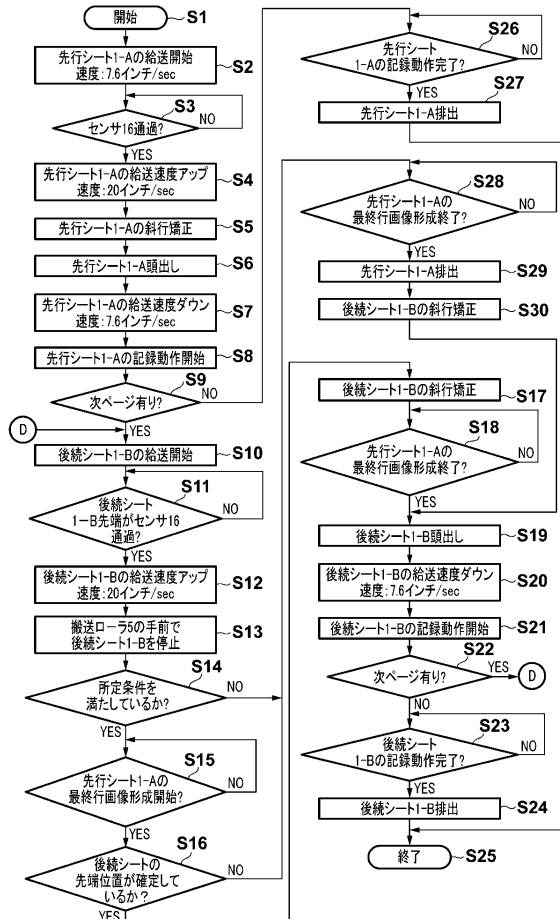 開始
S1
先行シート1-Aの給送開始
速度:7.6インチ/sec
S2
センサ16通過?
S3
NO
YES
先行シート1-Aの給送速度アップ
速度:20インチ/sec
S4
先行シート1-Aの斜行矯正
S5
先行シート1-A頭出し
S6
先行シート1-Aの給送速度ダウン
速度:7.6インチ/sec
S7
先行シート1-Aの記録動作開始
S8
次ページ有り?
S9
NO
D
YES
後続シート1-Bの給送開始
S10
後続シート
1-B先端がセンサ16
通過?
S11
NO
YES
後続シート1-Bの給送速度アップ
速度:20インチ/sec
S12
搬送ローラ5の手前で
後続シート1-Bを停止
S13
所定条件を
満たしているか?
S14
NO
YES
先行シート1-Aの
最終行画像形成開始?
S15
NO
YES
後続シートの
先端位置が確定して
いるか?
S16
NO
YES
先行シート
1-Aの記録動作完了?
S26
NO
YES
先行シート1-A排出
S27
先行シート1-Aの
最終行画像形成終了?
S28
NO
YES
先行シート1-A排出
S29
後続シート1-Bの斜行矯正
S30
後続シート1-Bの斜行矯正
S17
先行シート1-Aの
最終行画像形成終了?
S18
NO
YES
後続シート1-B頭出し
S19
後続シート1-Bの給送速度ダウン
速度:7.6インチ/sec
S20
後続シート1-Bの記録動作開始
S21
次ページ有り?
S22
YES
D
NO
後続シート
1-Bの記録動作完了?
S23
NO
YES
後続シート1-B排出
S24
終了
S25